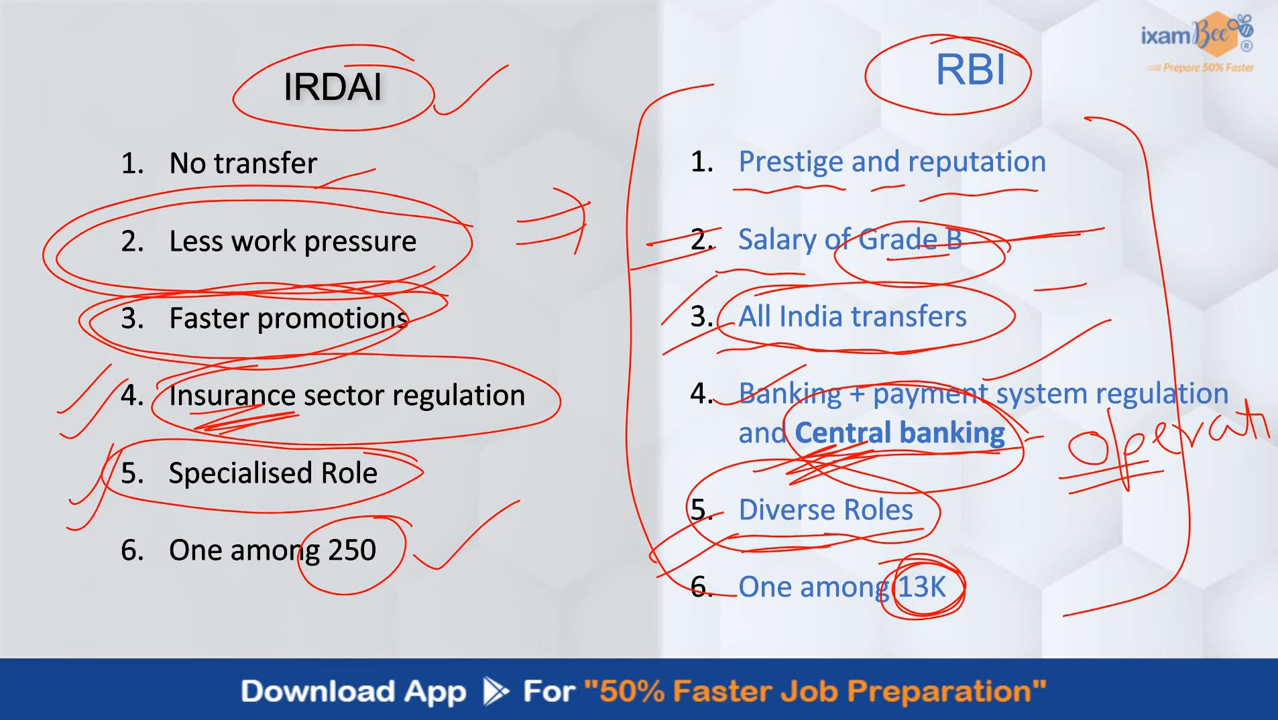 ixamBee
Prepare 50% Faster
IRDAI
1. No transfer
2. Less work pressure
3. Faster promotions
4. Insurance sector regulation
5. Specialised Role
6. One among 250
RBI
1. Prestige and reputation
2. Salary of Grade B
3. All India transfers
4. Banking + payment system regulation
and Central banking
- operati
5. Diverse Roles
6. One among 13K
Download App For "50% Faster Job Preparation"